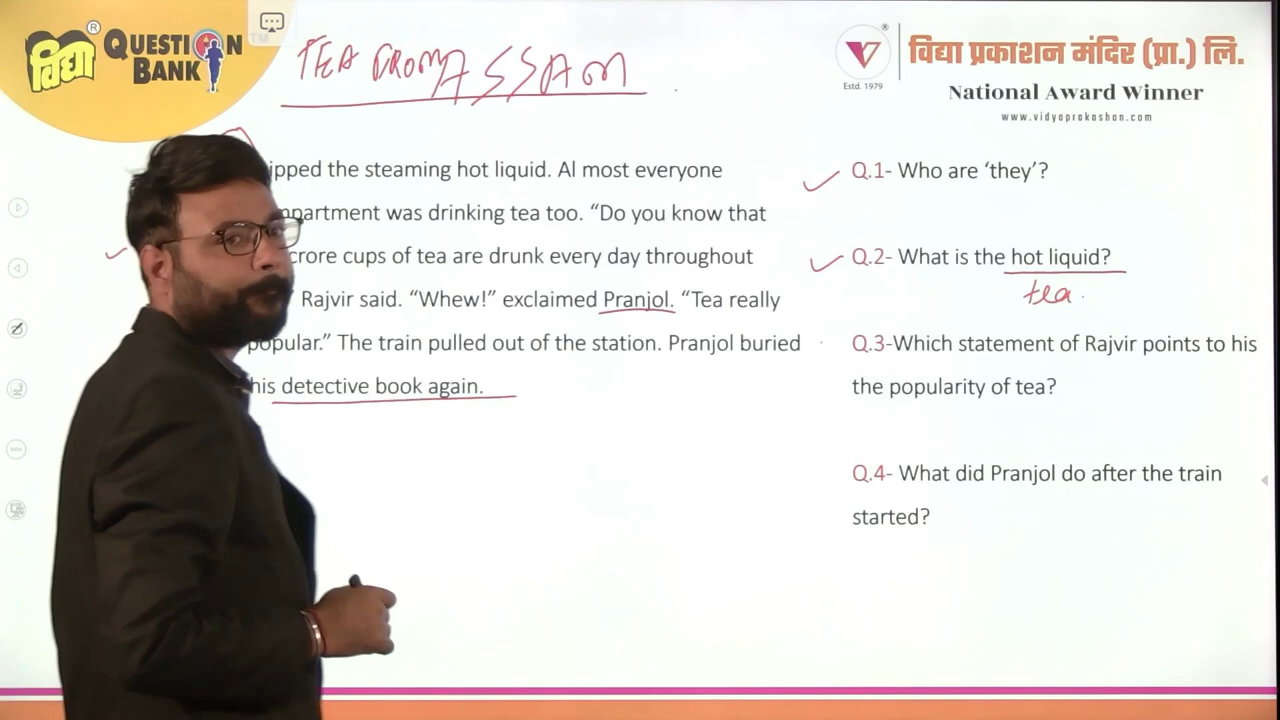 विद्या
®
QUESTION
BANK
TM
TEA FROM ASSAM
®
Estd. 1979
विद्या प्रकाशन मंदिर (प्रा.) लि.
National Award Winner
www.vidyaprakashan.com
ipped the steaming hot liquid. Al most everyone
mpartment was drinking tea too. “Do you know that
crore cups of tea are drunk every day throughout
Rajvir said. “Whew!” exclaimed Pranjol. “Tea really
popular.” The train pulled out of the station. Pranjol buried
his detective book again.
Q.1- Who are ‘they’?
Q.2- What is the hot liquid?
tea.
Q.3-Which statement of Rajvir points to his
the popularity of tea?
Q.4- What did Pranjol do after the train
started?